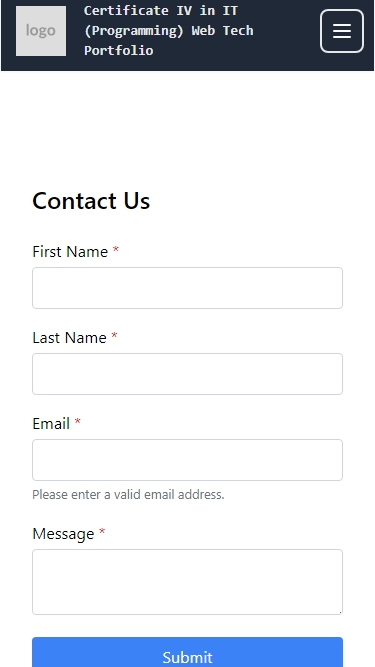 logo
Certificate IV in IT
(Programming) Web Tech
Portfolio
Contact Us
First Name *
Last Name *
Email *
Please enter a valid email address.
Message *
Submit